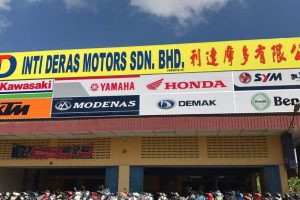 D INTI DERAS MOTORS SDN. BHD. 利達摩多有限公
Kawasaki YAMAHA HONDA SYM
KTM MODENAS DEMAK Ben